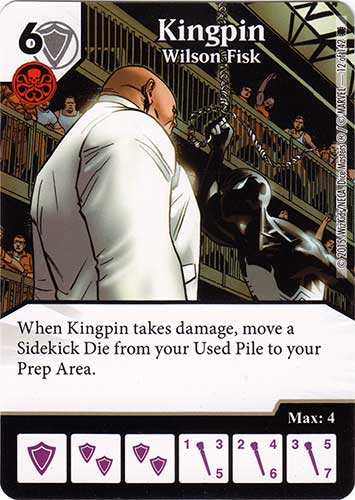 6
Kingpin
Wilson Fisk
When Kingpin takes damage, move a
Sidekick Die from your Used Pile to your
Prep Area.
Max: 4
1 3 5
2 4 6
3 5 7